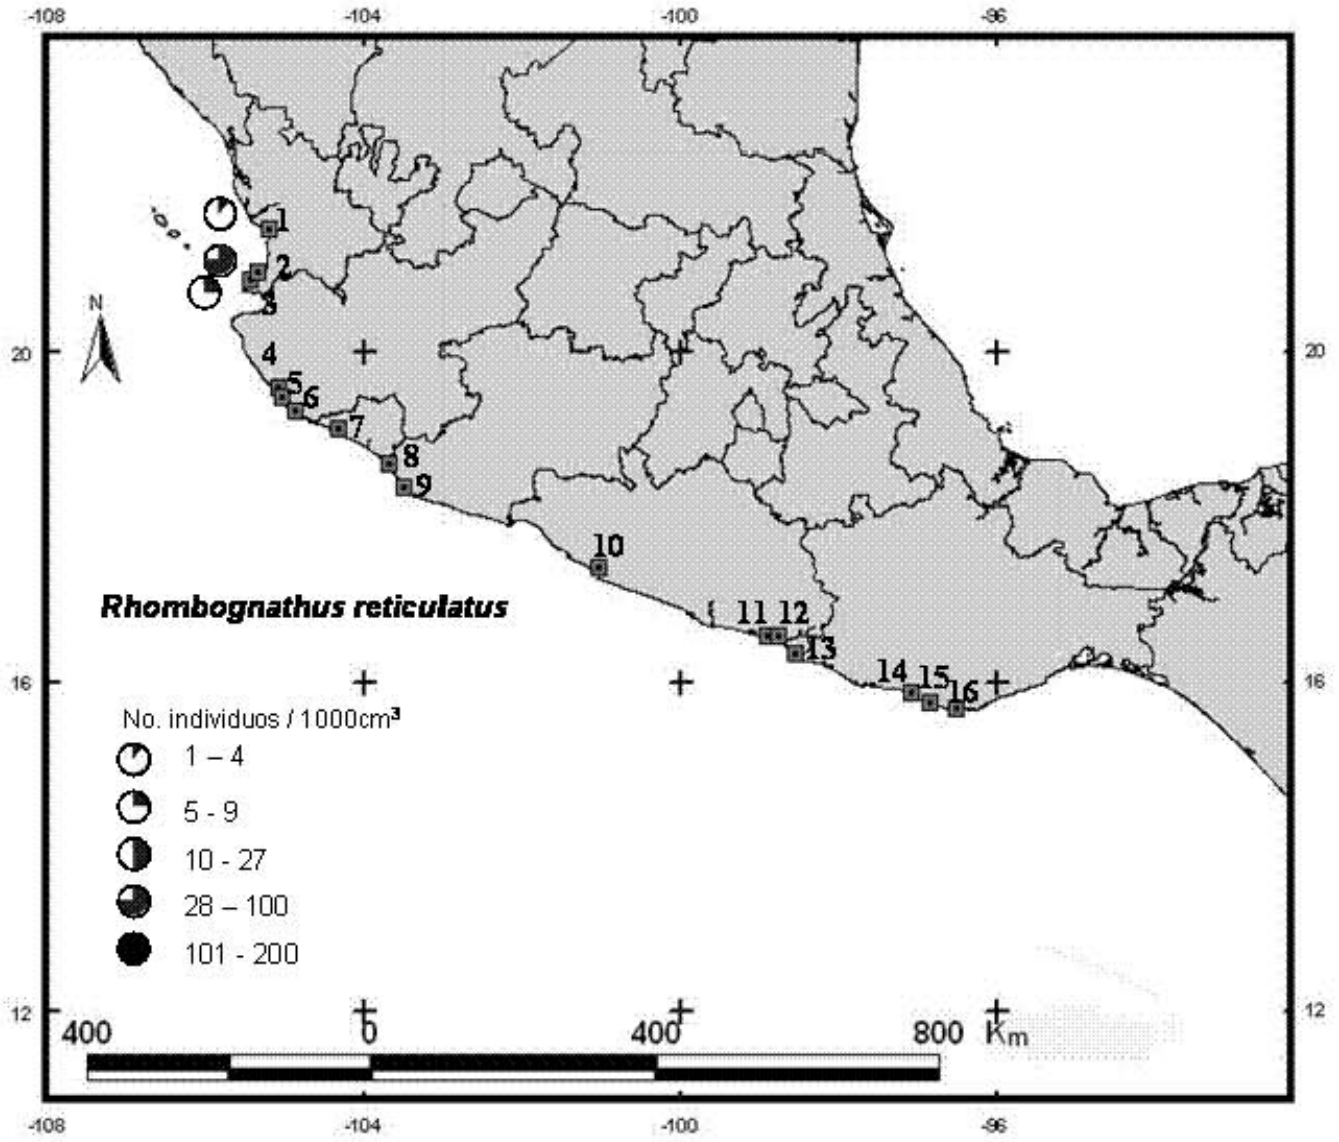 -108 -104 -100 -96
1
2
3
N
20 20
4
5
6
7
8
9
10
Rhombognathus reticulatus
11 12
13
14 15
16
16 16
No. individuos / 1000cm³
1 – 4
5 - 9
10 - 27
28 – 100
101 - 200
12 12
400 0 400 800 Km
-108 -104 -100 -96